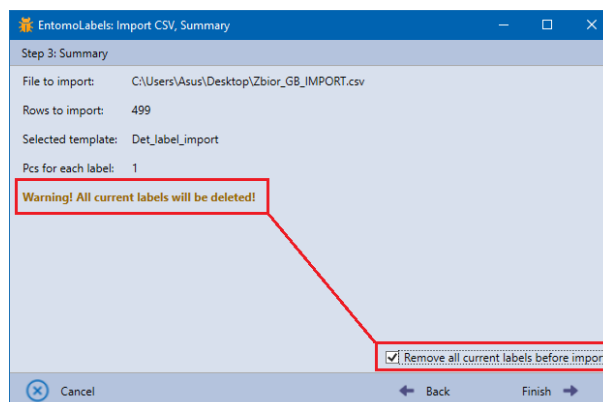 EntomoLabels: Import CSV, Summary
Step 3: Summary
File to import: C:\Users\Asus\Desktop\Zbior_GB_IMPORT.csv
Rows to import: 499
Selected template: Det_label_import
Pcs for each label: 1
Warning! All current labels will be deleted!
Remove all current labels before impor
Cancel Back Finish